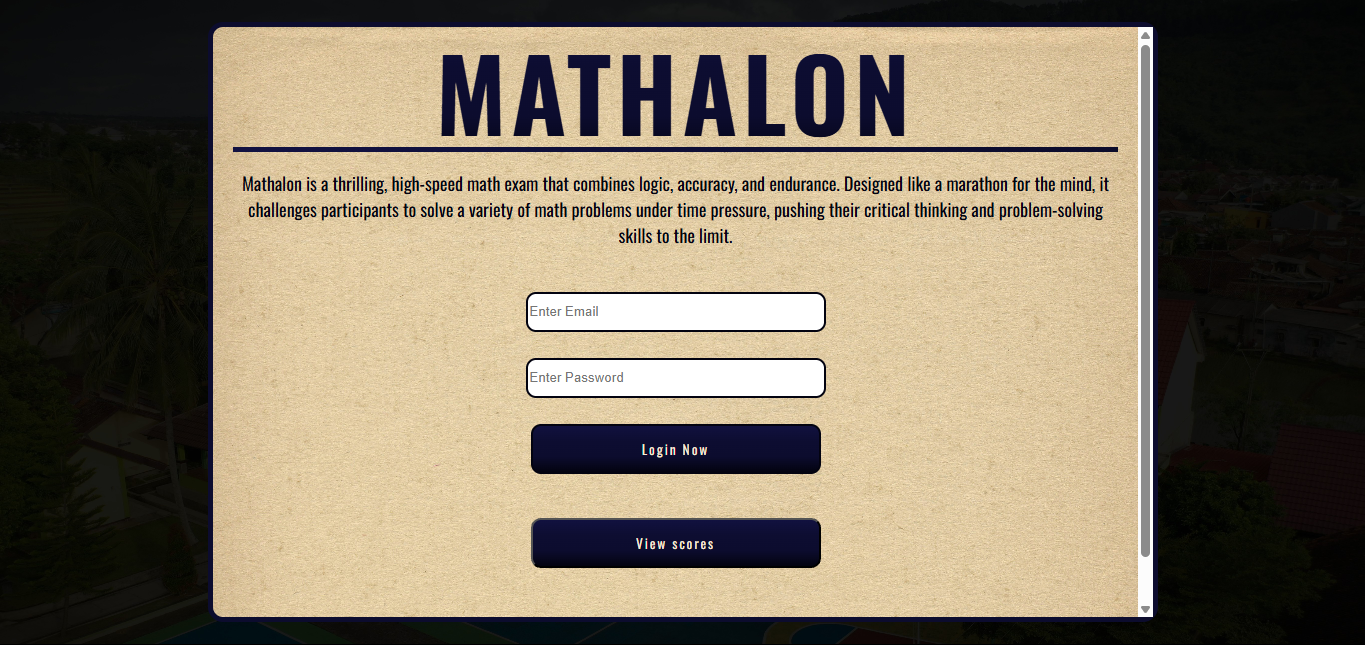 MATHALON
Mathalon is a thrilling, high-speed math exam that combines logic, accuracy, and endurance. Designed like a marathon for the mind, it
challenges participants to solve a variety of math problems under time pressure, pushing their critical thinking and problem-solving
skills to the limit.
Enter Email
Enter Password
Login Now
View scores